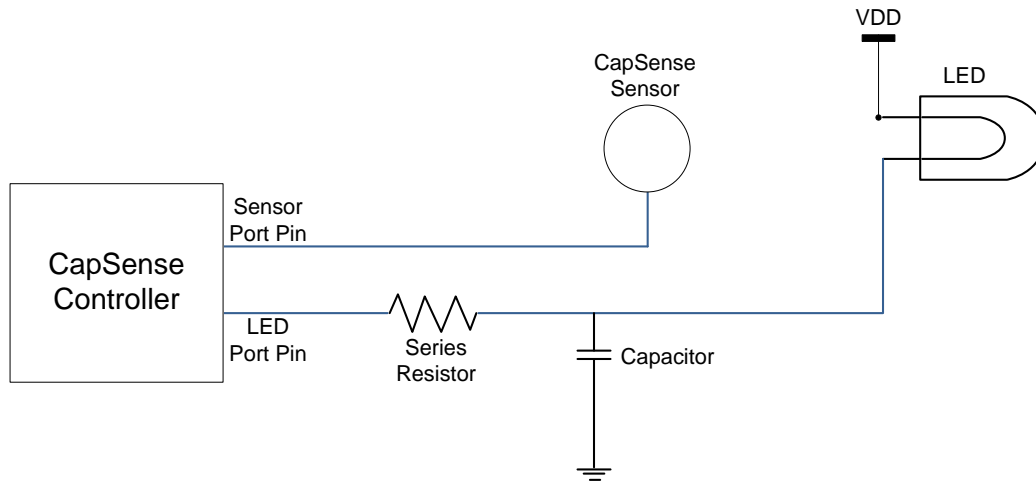 VDD
LED
CapSense
Sensor
Sensor
Port Pin
CapSense
Controller
LED
Port Pin
Series
Resistor
Capacitor